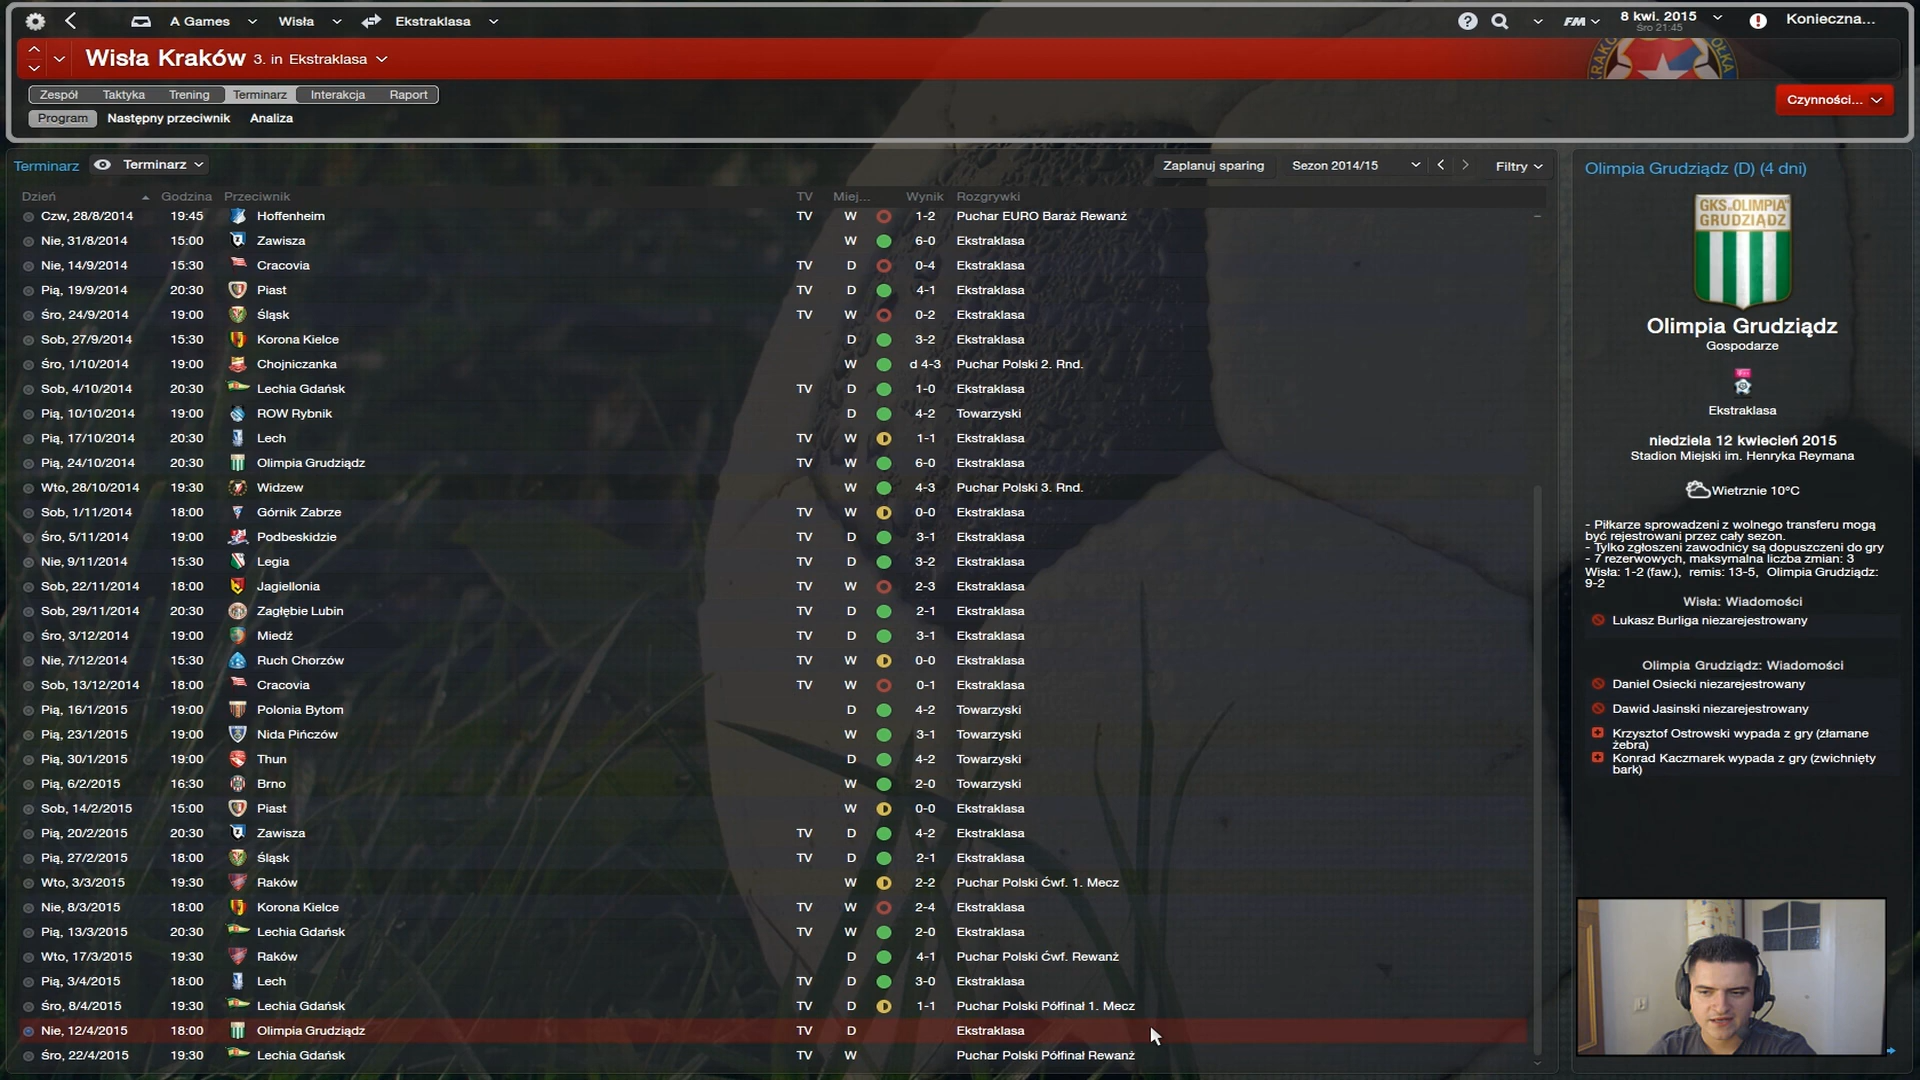 A Games Wisła Ekstraklasa FM 8 kwi. 2015 Konieczna...
Śro 21:45
Wisła Kraków 3. in Ekstraklasa
Zespół Taktyka Trening Terminarz Interakcja Raport
Czynności...
Program Następny przeciwnik Analiza
Terminarz Terminarz Zaplanuj sparing Sezon 2014/15 Filtry
Dzień Godzina Przeciwnik TV Miej... Wynik Rozgrywki
Czw, 28/8/2014 19:45 Hoffenheim TV W 1-2 Puchar EURO Baraż Rewanż
Nie, 31/8/2014 15:00 Zawisza W 6-0 Ekstraklasa
Nie, 14/9/2014 15:30 Cracovia TV D 0-4 Ekstraklasa
Pią, 19/9/2014 20:30 Piast TV D 4-1 Ekstraklasa
Śro, 24/9/2014 19:00 Śląsk TV W 0-2 Ekstraklasa
Sob, 27/9/2014 15:30 Korona Kielce D 3-2 Ekstraklasa
Śro, 1/10/2014 19:00 Chojniczanka W d 4-3 Puchar Polski 2. Rnd.
Sob, 4/10/2014 20:30 Lechia Gdańsk TV D 1-0 Ekstraklasa
Pią, 10/10/2014 19:00 ROW Rybnik D 4-2 Towarzyski
Pią, 17/10/2014 20:30 Lech TV W 1-1 Ekstraklasa
Pią, 24/10/2014 20:30 Olimpia Grudziądz TV W 6-0 Ekstraklasa
Wto, 28/10/2014 19:30 Widzew W 4-3 Puchar Polski 3. Rnd.
Sob, 1/11/2014 18:00 Górnik Zabrze TV W 0-0 Ekstraklasa
Śro, 5/11/2014 19:00 Podbeskidzie TV D 3-1 Ekstraklasa
Nie, 9/11/2014 15:30 Legia TV D 3-2 Ekstraklasa
Sob, 22/11/2014 18:00 Jagiellonia TV W 2-3 Ekstraklasa
Sob, 29/11/2014 20:30 Zagłębie Lubin TV D 2-1 Ekstraklasa
Śro, 3/12/2014 19:00 Miedź TV D 3-1 Ekstraklasa
Nie, 7/12/2014 15:30 Ruch Chorzów TV W 0-0 Ekstraklasa
Sob, 13/12/2014 18:00 Cracovia TV W 0-1 Ekstraklasa
Pią, 16/1/2015 19:00 Polonia Bytom D 4-2 Towarzyski
Pią, 23/1/2015 19:00 Nida Pińczów W 3-1 Towarzyski
Pią, 30/1/2015 19:00 Thun D 4-2 Towarzyski
Pią, 6/2/2015 16:30 Brno W 2-0 Towarzyski
Sob, 14/2/2015 15:00 Piast W 0-0 Ekstraklasa
Pią, 20/2/2015 20:30 Zawisza TV D 4-2 Ekstraklasa
Pią, 27/2/2015 18:00 Śląsk TV D 2-1 Ekstraklasa
Wto, 3/3/2015 19:30 Raków W 2-2 Puchar Polski Ćwf. 1. Mecz
Nie, 8/3/2015 18:00 Korona Kielce TV W 2-4 Ekstraklasa
Pią, 13/3/2015 20:30 Lechia Gdańsk TV W 2-0 Ekstraklasa
Wto, 17/3/2015 19:30 Raków D 4-1 Puchar Polski Ćwf. Rewanż
Pią, 3/4/2015 18:00 Lech TV D 3-0 Ekstraklasa
Śro, 8/4/2015 19:30 Lechia Gdańsk TV D 1-1 Puchar Polski Półfinał 1. Mecz
Nie, 12/4/2015 18:00 Olimpia Grudziądz TV D Ekstraklasa
Śro, 22/4/2015 19:30 Lechia Gdańsk TV W Puchar Polski Półfinał Rewanż
Olimpia Grudziądz (D) (4 dni)
GKS „OLIMPIA"
GRUDZIĄDZ
Olimpia Grudziądz
Gospodarze
Ekstraklasa
niedziela 12 kwiecień 2015
Stadion Miejski im. Henryka Reymana
Wietrznie 10°C
- Piłkarze sprowadzeni z wolnego transferu mogą
być rejestrowani przez cały sezon.
- Tylko zgłoszeni zawodnicy są dopuszczeni do gry
- 7 rezerwowych, maksymalna liczba zmian: 3
Wisła: 1-2 (faw.), remis: 13-5, Olimpia Grudziądz:
9-2
Wisła: Wiadomości
Lukasz Burliga niezarejestrowany
Olimpia Grudziądz: Wiadomości
Daniel Osiecki niezarejestrowany
Dawid Jasinski niezarejestrowany
Krzysztof Ostrowski wypada z gry (złamane
żebra)
Konrad Kaczmarek wypada z gry (zwichnięty
bark)